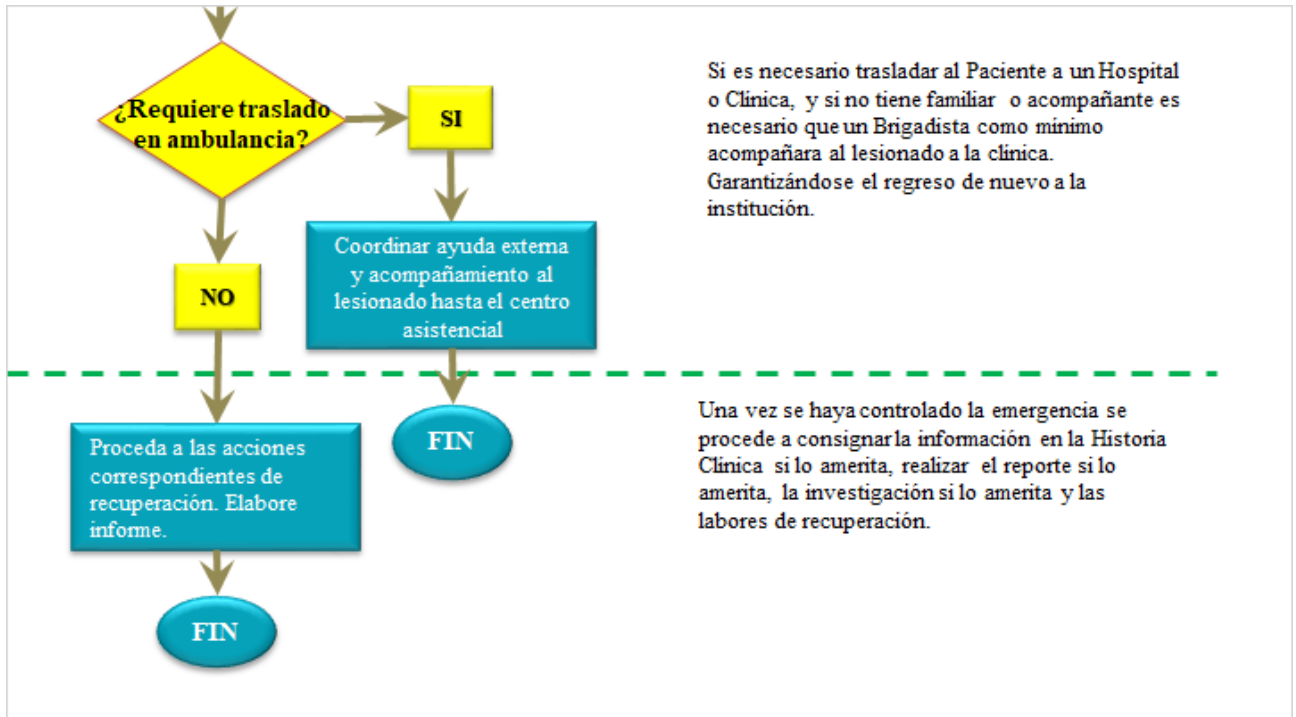 ¿Requiere traslado
en ambulancia?
SI
Si es necesario trasladar al Paciente a un Hospital
o Clínica, y si no tiene familiar o acompañante es
necesario que un Brigadista como mínimo
acompañara al lesionado a la clínica.
Garantizándose el regreso de nuevo a la
institución.
Coordinar ayuda externa
y acompañamiento al
lesionado hasta el centro
asistencial
NO
FIN
Proceda a las acciones
correspondientes de
recuperación. Elabore
informe.
FIN
Una vez se haya controlado la emergencia se
procede a consignar la información en la Historia
Clínica si lo amerita, realizar el reporte si lo
amerita, la investigación si lo amerita y las
labores de recuperación.